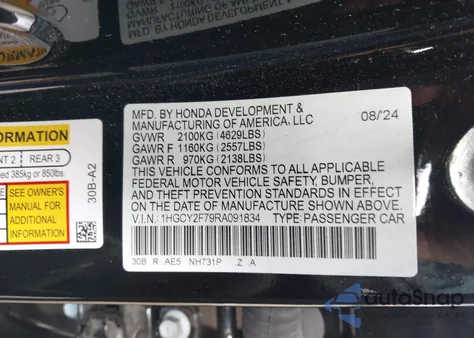 MFD. BY HONDA DEVELOPMENT &
MANUFACTURING OF AMERICA, LLC 08/24
GVWR 2100KG (4629LBS)
GAWR F 1160KG (2557LBS)
GAWR R 970KG (2138LBS)
THIS VEHICLE CONFORMS TO ALL APPLICABLE
FEDERAL MOTOR VEHICLE SAFETY, BUMPER,
AND THEFT PREVENTION STANDARDS IN EFFECT
ON THE DATE OF MANUFACTURE SHOWN ABOVE.
V.I.N.: 1HGCY2F79RA091834 TYPE: PASSENGER CAR
30B R AE5 NH731P .Z .A
NT 2 REAR 3
ed 385kg or 850lbs.
SEE OWNER'S
MANUAL FOR
ADDITIONAL
INFORMATION
30B-A2
autoSnap